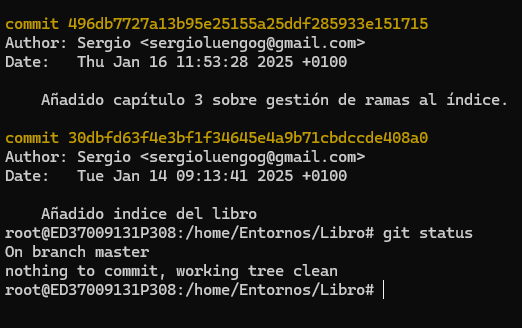 commit 496db7727a13b95e25155a25ddf285933e151715
Author: Sergio <sergioluengog@gmail.com>
Date:   Thu Jan 16 11:53:28 2025 +0100
    Añadido capítulo 3 sobre gestión de ramas al índice.
commit 30dbfd63f4e3bf1f34645e4a9b71cbdccde408a0
Author: Sergio <sergioluengog@gmail.com>
Date:   Tue Jan 14 09:13:41 2025 +0100
    Añadido indice del libro
root@ED37009131P308:/home/Entornos/Libro# git status
On branch master
nothing to commit, working tree clean
root@ED37009131P308:/home/Entornos/Libro#